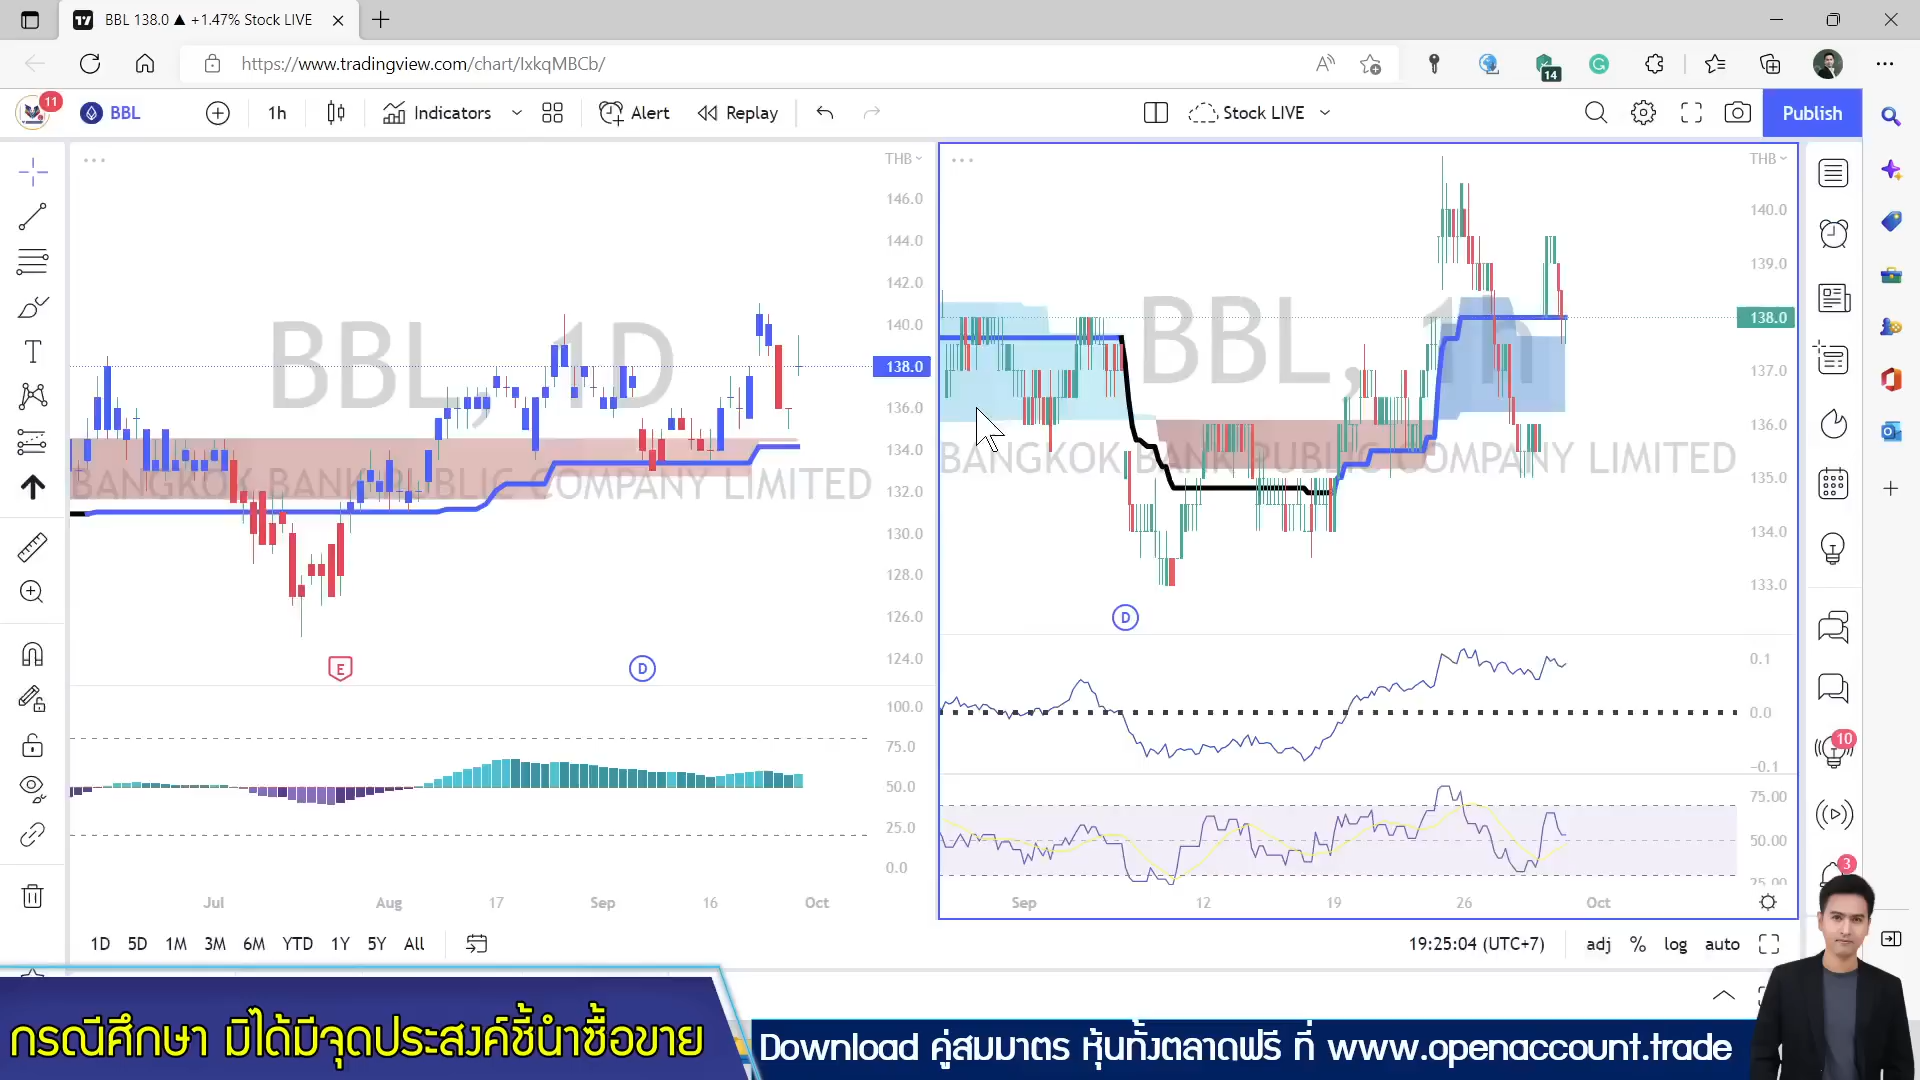 BBL 138.0 ▲ +1.47% Stock LIVE
https://www.tradingview.com/chart/IxkqMBCb/
14
11
BBL
1h
Indicators
Alert
Replay
Stock LIVE
Publish
THB
146.0
144.0
142.0
140.0
138.0
136.0
134.0
132.0
130.0
128.0
126.0
124.0
BBL, 1D
BANGKOK BANK PUBLIC COMPANY LIMITED
E
D
100.0
75.0
50.0
25.0
0.0
Jul Aug 17 Sep 16 Oct
THB
140.0
139.0
138.0
137.0
136.0
135.0
134.0
133.0
BBL, 1h
BANGKOK BANK PUBLIC COMPANY LIMITED
D
0.1
0.0
−0.1
75.00
50.00
25.00
Sep 12 19 26 Oct
10
3
1D 5D 1M 3M 6M YTD 1Y 5Y All
19:25:04 (UTC+7)
adj % log auto
กรณีศึกษา มิได้มีจุดประสงค์ชี้นำซื้อขาย
Download คู่สมมาตร หุ้นทั้งตลาดฟรี ที่ www.openaccount.trade